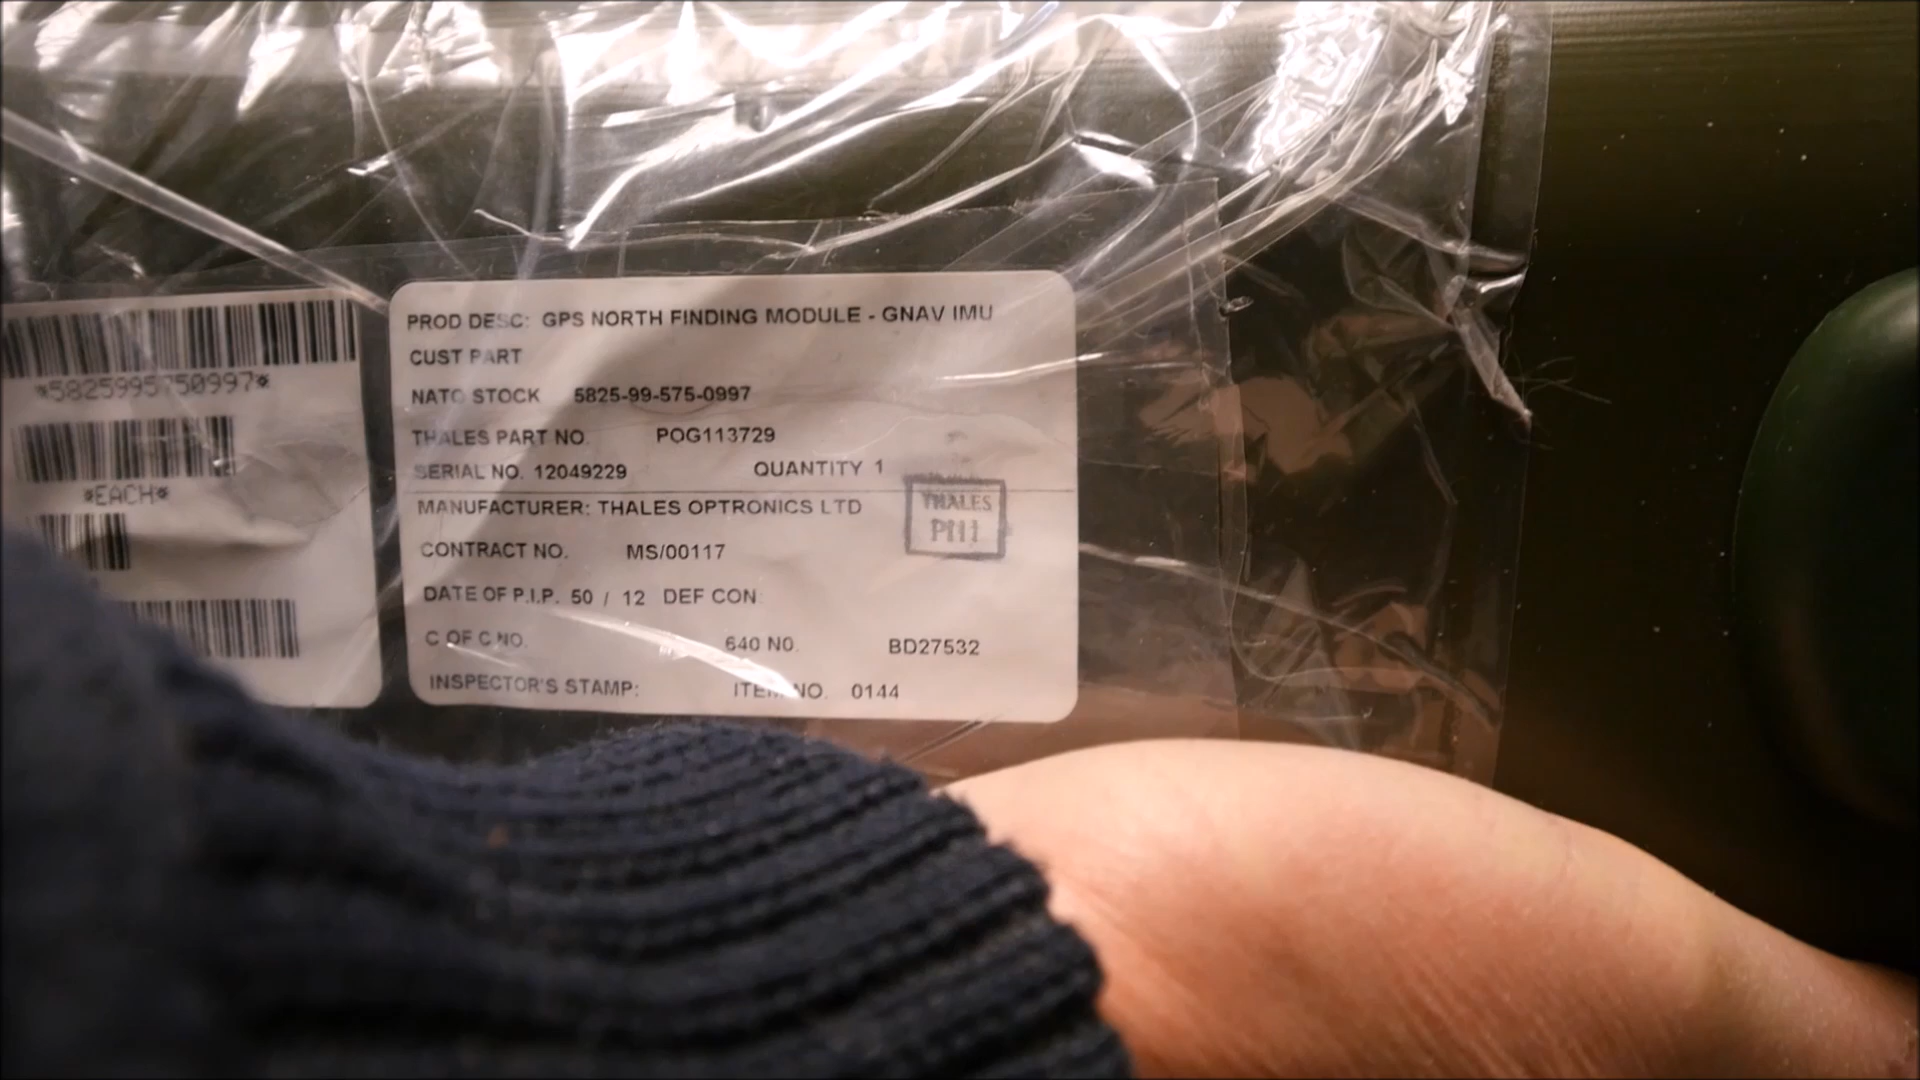 *5825995750997*
*EACH*
PROD DESC: GPS NORTH FINDING MODULE - GNAV IMU
CUST PART
NATO STOCK 5825-99-575-0997
THALES PART NO. POG113729
SERIAL NO. 12049229 QUANTITY 1
MANUFACTURER: THALES OPTRONICS LTD
THALES
CONTRACT NO. MS/00117
DATE OF P.I.P. 50 / 12 DEF CON:
C OF C NO. 640 NO. BD27532
INSPECTOR'S STAMP: ITEM NO. 0144